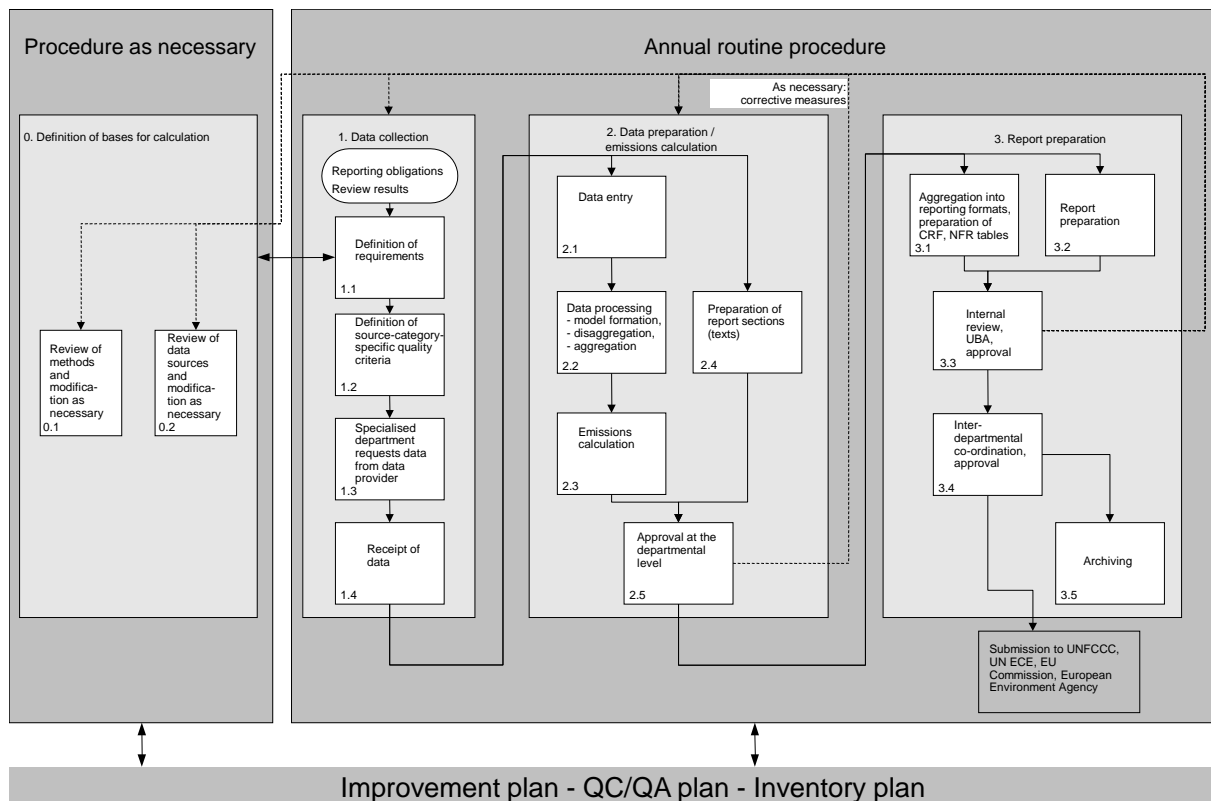 Procedure as necessary
Annual routine procedure
As necessary:
corrective measures
0. Definition of bases for calculation
Review of
methods
and
modifica-
tion as
necessary
0.1
Review of
data
sources
and
modifica-
tion as
necessary
0.2
1. Data collection
Reporting obligations
Review results
Definition of
requirements
1.1
Definition of
source-category-
specific quality
criteria
1.2
Specialised
department
requests data
from data
provider
1.3
Receipt of
data
1.4
2. Data preparation /
emissions calculation
Data entry
2.1
Data processing
- model formation,
- disaggregation,
- aggregation
2.2
Preparation of
report sections
(texts)
2.4
Emissions
calculation
2.3
Approval at the
departmental
level
2.5
3. Report preparation
Aggregation into
reporting formats,
preparation of
CRF, NFR tables
3.1
Report
preparation
3.2
Internal
review,
UBA,
approval
3.3
Inter-
departmental
co-ordination,
approval
3.4
Archiving
3.5
Submission to UNFCCC,
UN ECE, EU
Commission, European
Environment Agency
Improvement plan - QC/QA plan - Inventory plan